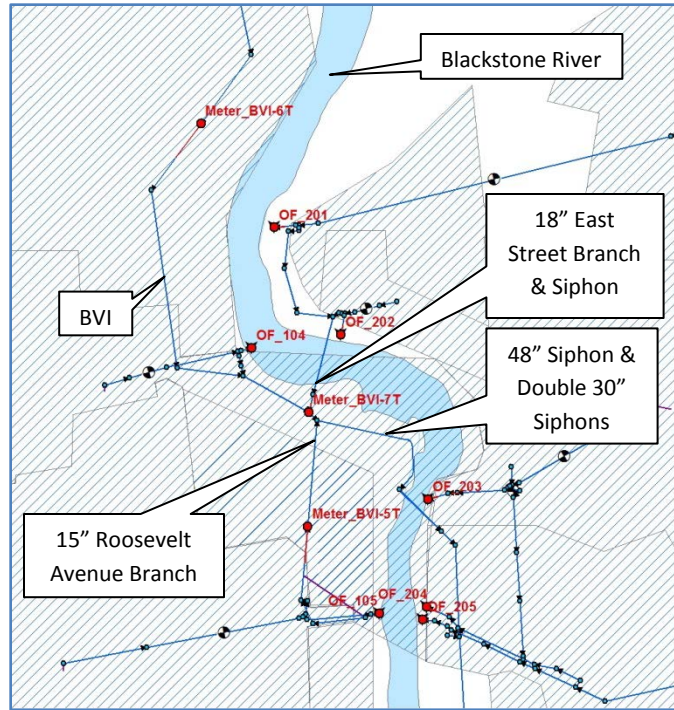 Blackstone River
Meter_BVI-6T
OF_201
18” East
Street Branch
& Siphon
BVI
OF_202
OF_104
48” Siphon &
Double 30”
Siphons
Meter_BVI-7T
OF_203
15” Roosevelt
Avenue Branch
Meter_BVI-5T
OF_105
OF_204
OF_205